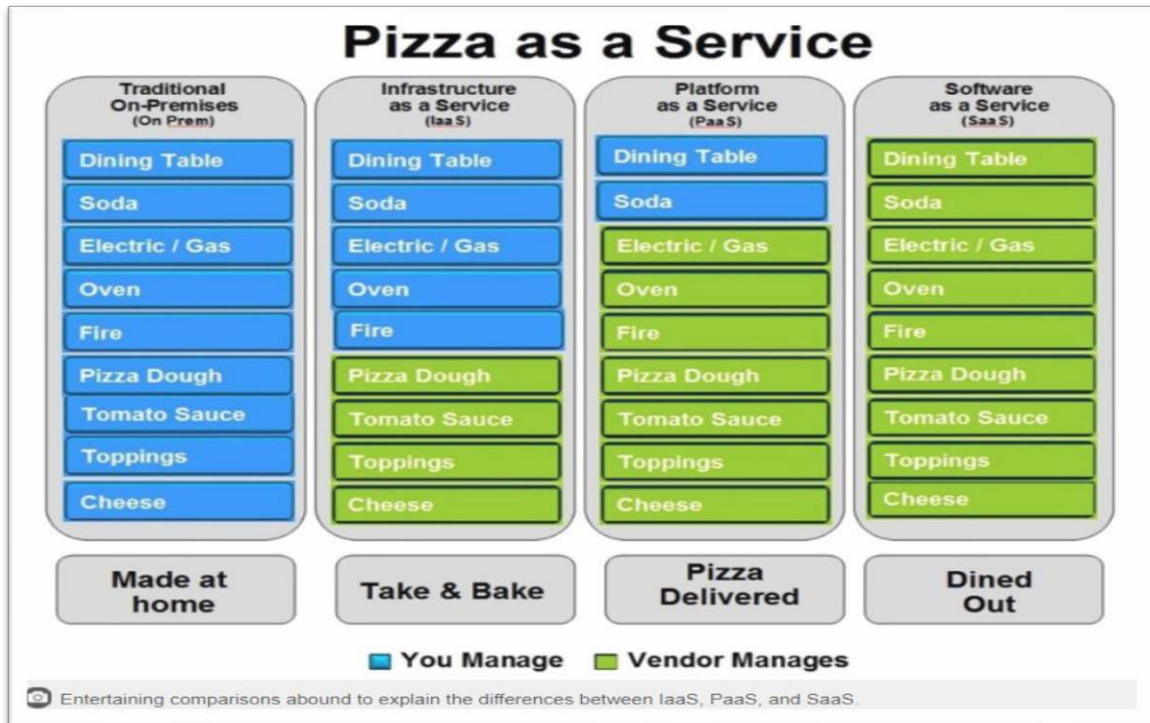 Pizza as a Service
Traditional
On-Premises
(On Prem)
Dining Table
Soda
Electric / Gas
Oven
Fire
Pizza Dough
Tomato Sauce
Toppings
Cheese
Made at
home
Infrastructure
as a Service
(IaaS)
Dining Table
Soda
Electric / Gas
Oven
Fire
Pizza Dough
Tomato Sauce
Toppings
Cheese
Take & Bake
Platform
as a Service
(PaaS)
Dining Table
Soda
Electric / Gas
Oven
Fire
Pizza Dough
Tomato Sauce
Toppings
Cheese
Pizza
Delivered
Software
as a Service
(SaaS)
Dining Table
Soda
Electric / Gas
Oven
Fire
Pizza Dough
Tomato Sauce
Toppings
Cheese
Dined
Out
You Manage
Vendor Manages
Entertaining comparisons abound to explain the differences between IaaS, PaaS, and SaaS.